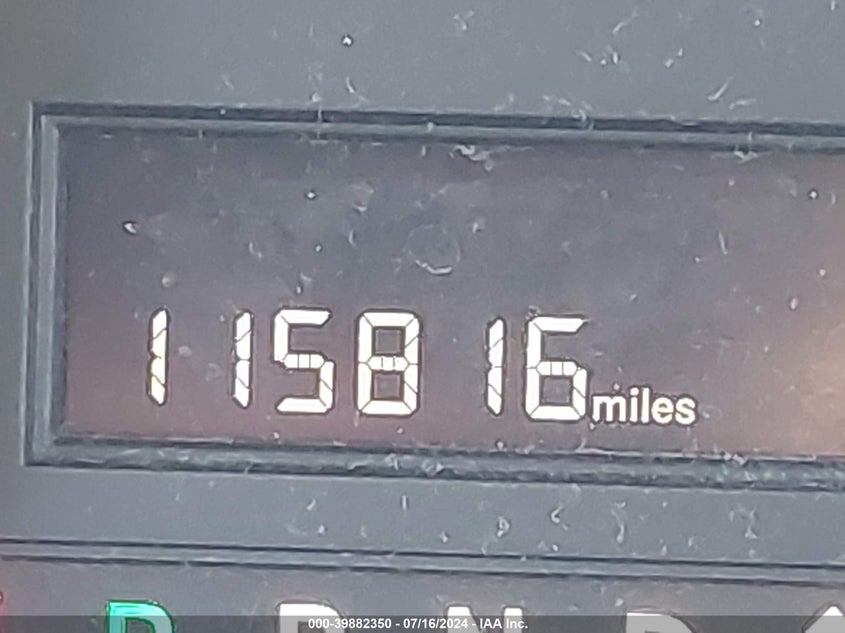 115816 miles
P R N D
000-39882350 - 07/16/2024 - IAA Inc.